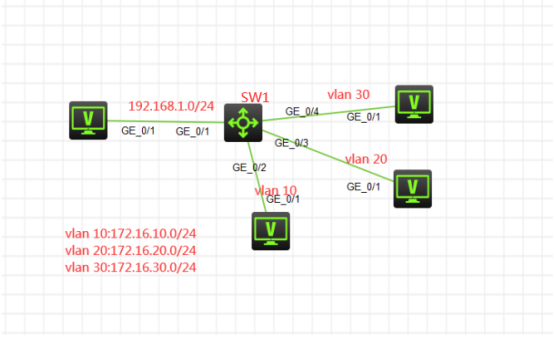 SW1
vlan 30
192.168.1.0/24
GE_0/4
GE_0/1
GE_0/1
GE_0/1
GE_0/3
vlan 20
GE_0/2
GE_0/1
vlan 10
GE_0/1
V
V
V
V
vlan 10:172.16.10.0/24
vlan 20:172.16.20.0/24
vlan 30:172.16.30.0/24